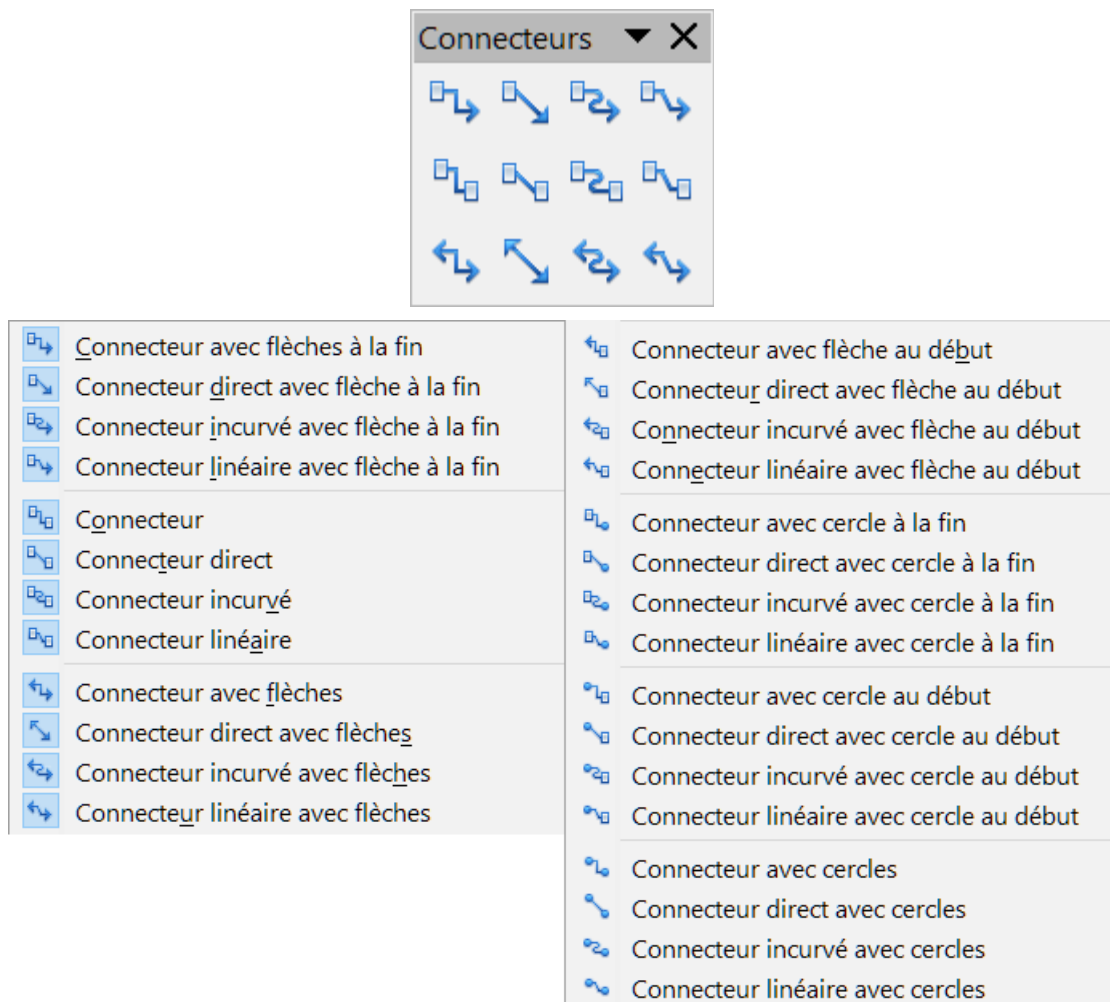 Connecteurs
Connecteur avec flèches à la fin
Connecteur direct avec flèche à la fin
Connecteur incurvé avec flèche à la fin
Connecteur linéaire avec flèche à la fin
Connecteur
Connecteur direct
Connecteur incurvé
Connecteur linéaire
Connecteur avec flèches
Connecteur direct avec flèches
Connecteur incurvé avec flèches
Connecteur linéaire avec flèches
Connecteur avec flèche au début
Connecteur direct avec flèche au début
Connecteur incurvé avec flèche au début
Connecteur linéaire avec flèche au début
Connecteur avec cercle à la fin
Connecteur direct avec cercle à la fin
Connecteur incurvé avec cercle à la fin
Connecteur linéaire avec cercle à la fin
Connecteur avec cercle au début
Connecteur direct avec cercle au début
Connecteur incurvé avec cercle au début
Connecteur linéaire avec cercle au début
Connecteur avec cercles
Connecteur direct avec cercles
Connecteur incurvé avec cercles
Connecteur linéaire avec cercles